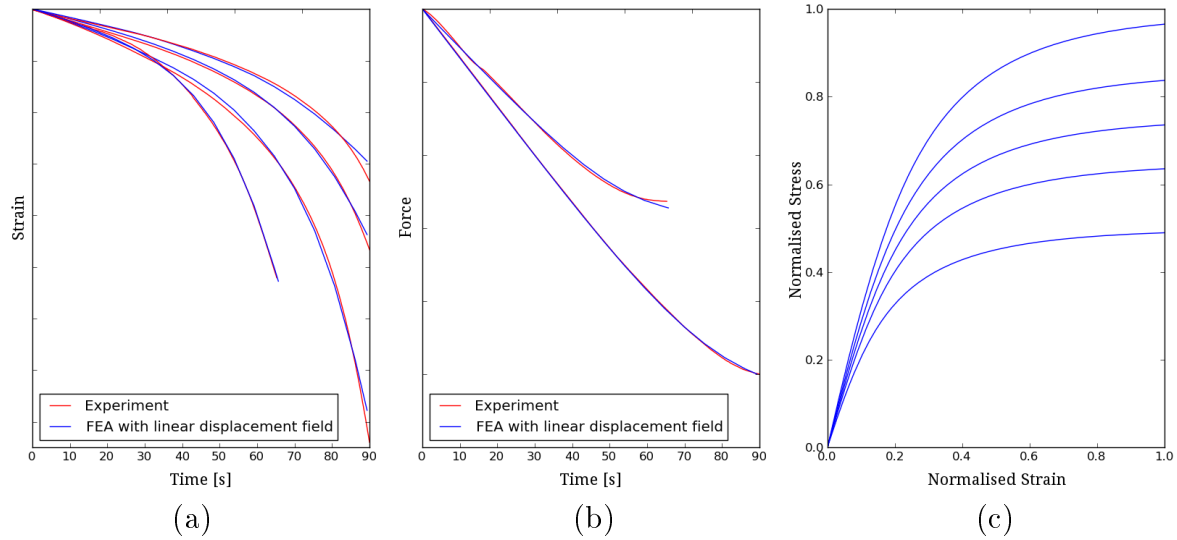 Strain
Experiment
FEA with linear displacement field
0 10 20 30 40 50 60 70 80 90
Time [s]
(a)
Force
Experiment
FEA with linear displacement field
0 10 20 30 40 50 60 70 80 90
Time [s]
(b)
Normalised Stress
1.0
0.8
0.6
0.4
0.2
0.0
0.0 0.2 0.4 0.6 0.8 1.0
Normalised Strain
(c)